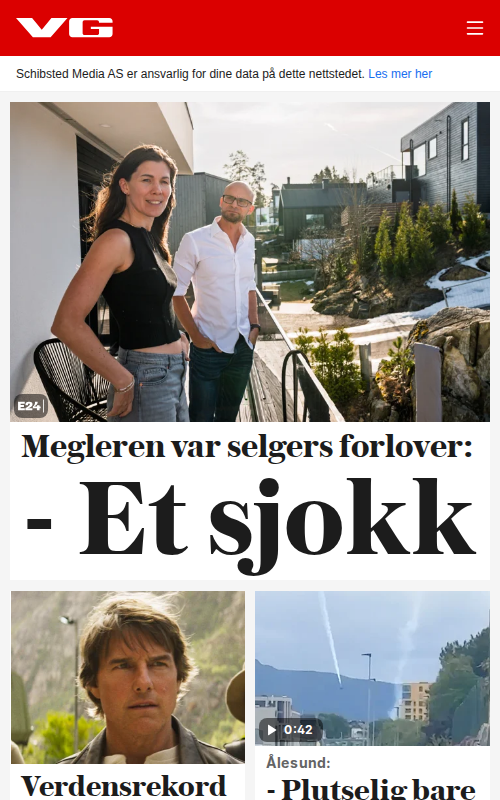 VG
Schibsted Media AS er ansvarlig for dine data på dette nettstedet. Les mer her
E24
Megleren var selgers forlover:
- Et sjokk
0:42
Ålesund:
Verdensrekord
- Plutselig bare